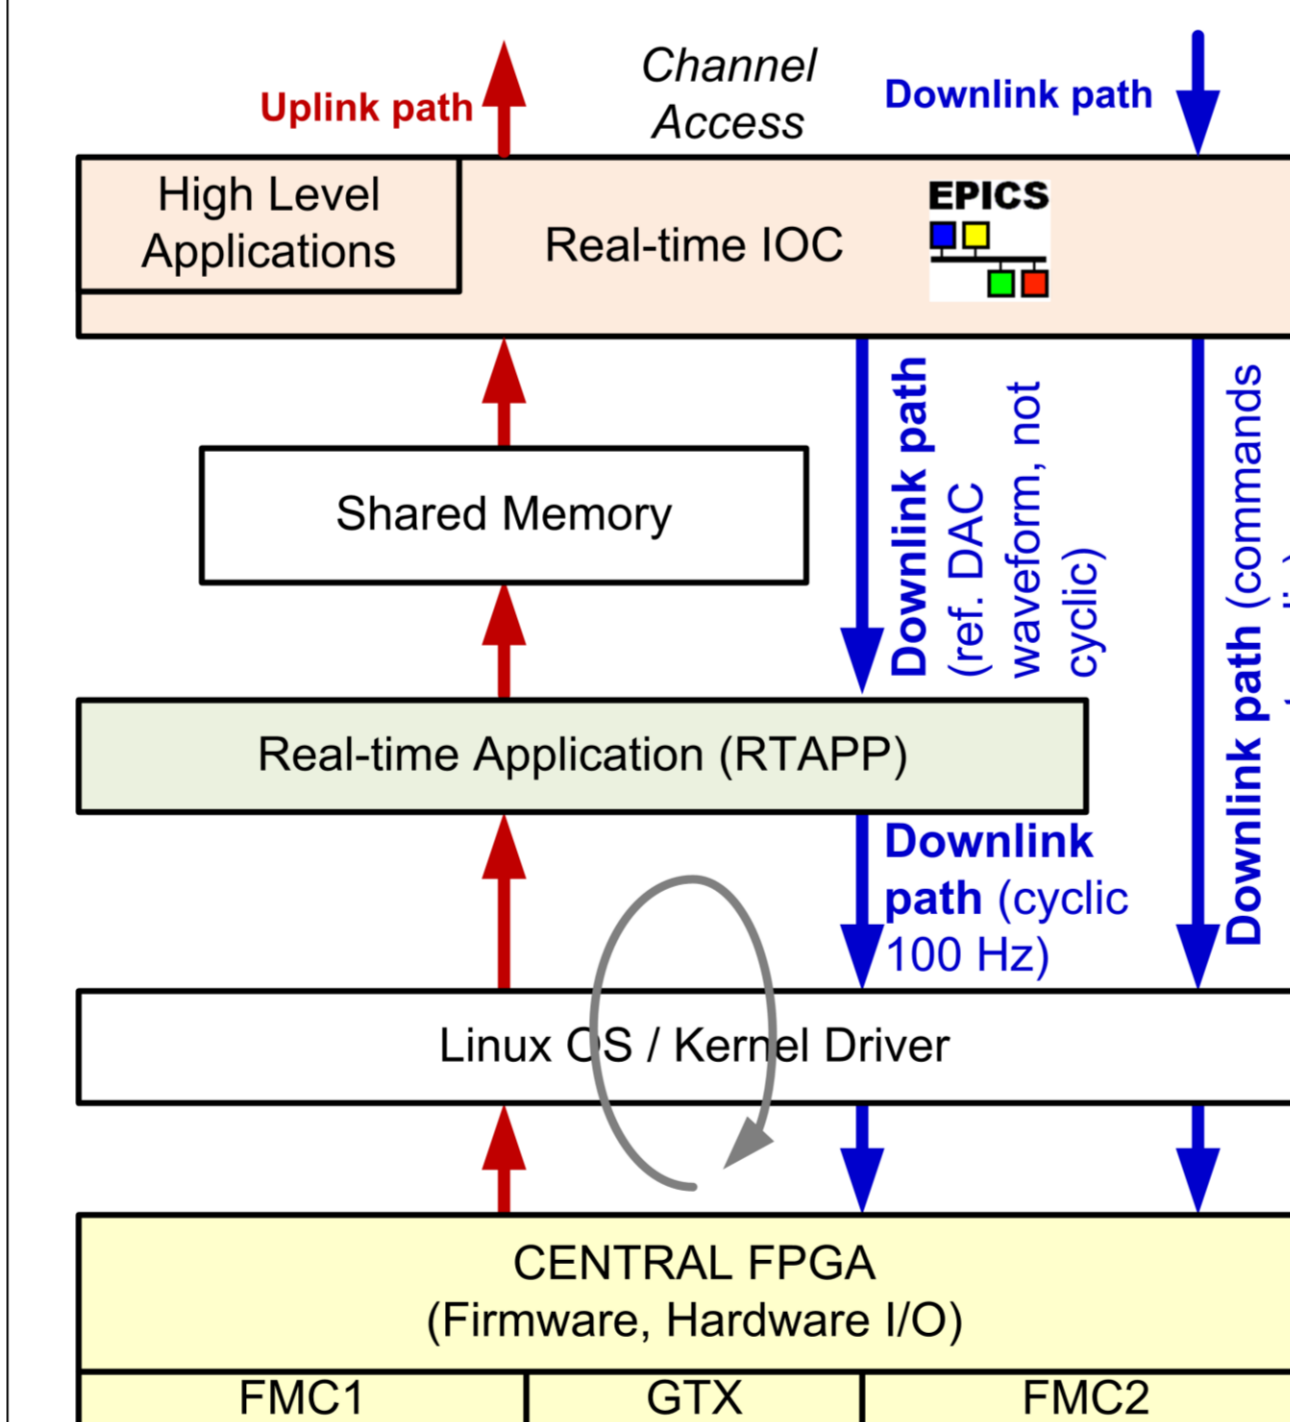 Channel
Access
Uplink path
Downlink path
High Level
Applications
Real-time IOC
EPICS
Shared Memory
Downlink path
(ref. DAC
waveform, not
cyclic)
Downlink path (commands
Real-time Application (RTAPP)
Downlink
path (cyclic
100 Hz)
Linux OS / Kernel Driver
CENTRAL FPGA
(Firmware, Hardware I/O)
FMC1
GTX
FMC2